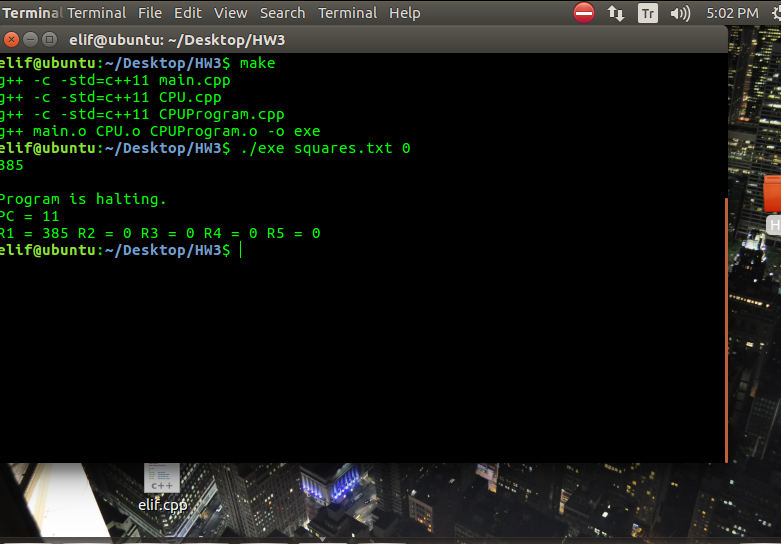 Terminal Terminal File Edit View Search Terminal Help Tr 5:02 PM
elif@ubuntu: ~/Desktop/HW3
elif@ubuntu:~/Desktop/HW3$ make
g++ -c -std=c++11 main.cpp
g++ -c -std=c++11 CPU.cpp
g++ -c -std=c++11 CPUProgram.cpp
g++ main.o CPU.o CPUProgram.o -o exe
elif@ubuntu:~/Desktop/HW3$ ./exe squares.txt 0
385
Program is halting.
PC = 11
R1 = 385 R2 = 0 R3 = 0 R4 = 0 R5 = 0
elif@ubuntu:~/Desktop/HW3$
H
c++
elif.cpp